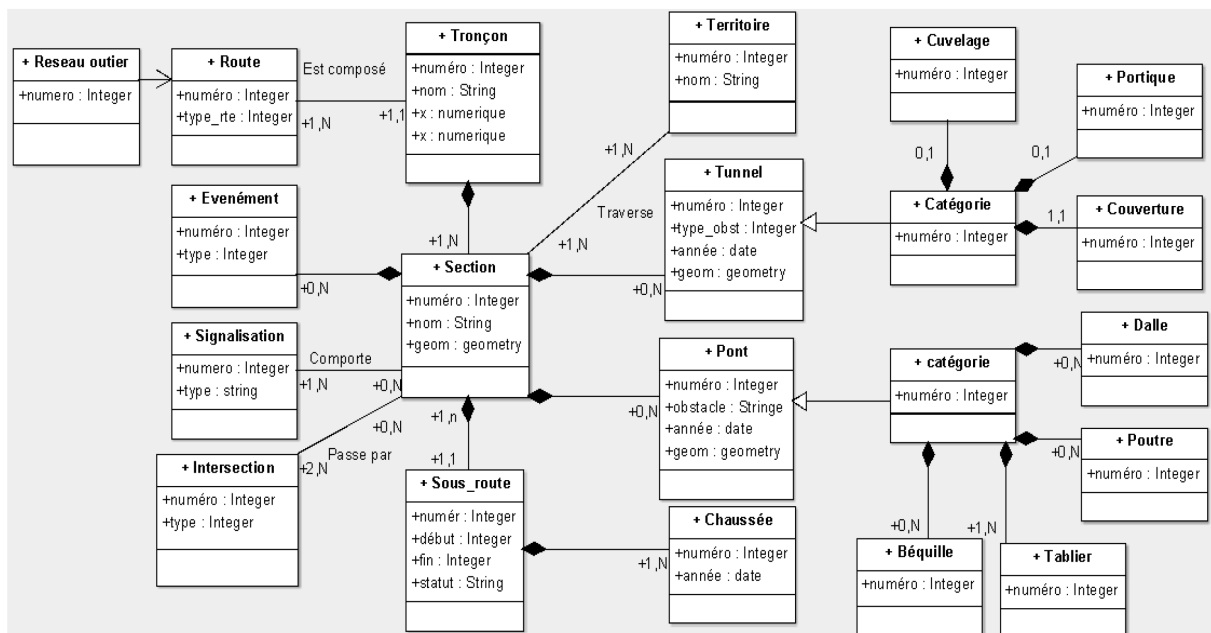 + Reseau outier
+numero : Integer
+ Route
+numéro : Integer
+type_rte : Integer
Est composé
+1,N
+1,1
+ Tronçon
+numéro : Integer
+nom : String
+x : numerique
+x : numerique
+ Territoire
+numéro : Integer
+nom : String
+1,N
Traverse
+1,N
+ Cuvelage
+numéro : Integer
0,1
+ Portique
+numéro : Integer
0,1
+ Tunnel
+numéro : Integer
+type_obst : Integer
+année : date
+geom : geometry
+0,N
+ Catégorie
+numéro : Integer
1,1
+ Couverture
+numéro : Integer
+ Evenément
+numéro : Integer
+type : Integer
+0,N
+1,N
+ Section
+numéro : Integer
+nom : String
+geom : geometry
+ Signalisation
+numero : Integer
+type : string
Comporte
+1,N
+0,N
+ Pont
+numéro : Integer
+obstacle : Stringe
+année : date
+geom : geometry
+0,N
+ catégorie
+numéro : Integer
+ Dalle
+numéro : Integer
+0,N
+ Poutre
+numéro : Integer
+0,N
+ Intersection
+numéro : Integer
+type : Integer
+0,N
Passe par
+2,N
+1,n
+1,1
+ Sous_route
+numér : Integer
+début : Integer
+fin : Integer
+statut : String
+ Chaussée
+numéro : Integer
+année : date
+1,N
+0,N
+ Béquille
+numéro : Integer
+1,N
+ Tablier
+numéro : Integer